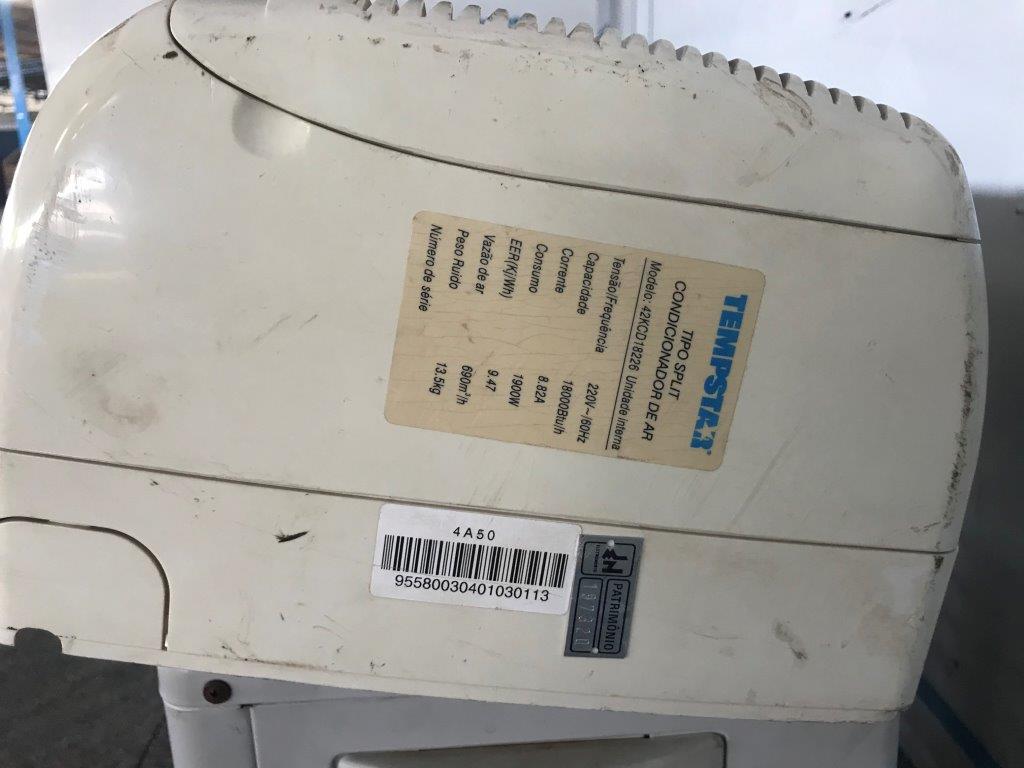 TEMPSTAR
TIPO SPLIT
CONDICIONADOR DE AR
Modelo: 42KCD18226 Unidade interna
Tensão/Freqüência 220V~/60Hz
Capacidade 18000Btu/h
Corrente 8.82A
Consumo 1900W
EER(Kj/Wh) 9.47
Vazão de ar 690m³/h
Peso Ruido 13.5kg
Número de série
4A50
95580030401030113
PATRIMÔNIO